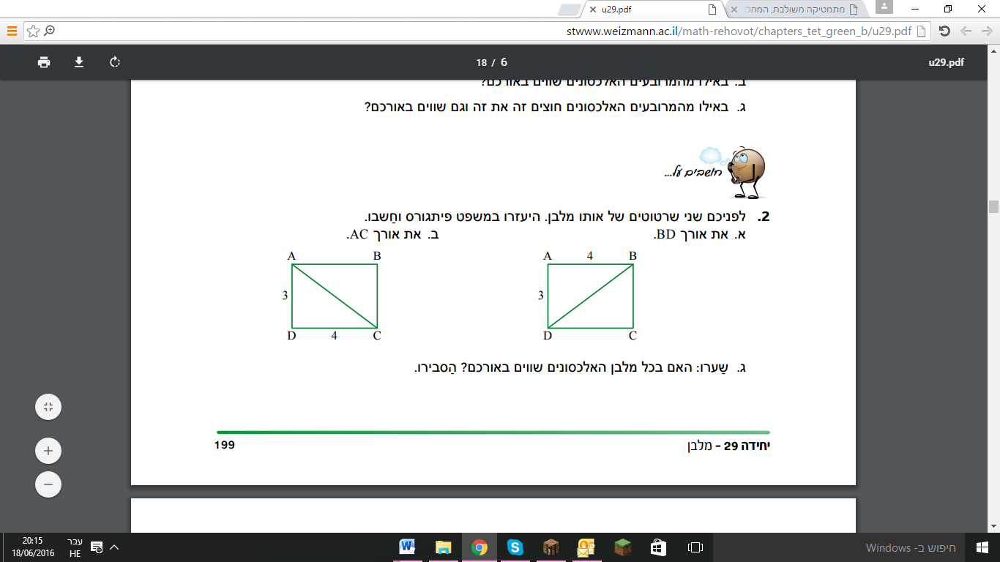 u29.pdf
מתמטיקה משולבת, המחל
stwww.weizmann.ac.il/math-rehovot/chapters_tet_green_b/u29.pdf
18 / 6
u29.pdf
ב. באילו מהמרובעים האלכסונים שווים באורכם?
ג. באילו מהמרובעים האלכסונים חוצים זה את זה וגם שווים באורכם?
חושבים על...
2. לפניכם שני שרטוטים של אותו מלבן. היעזרו במשפט פיתגורס וחַשבו.
א. את אורך BD.
ב. את אורך AC.
A 4 B
3
D C
A B
3
D 4 C
ג. שַערו: האם בכל מלבן האלכסונים שווים באורכם? הַסבירו.
יחידה 29 - מלבן
199
20:15
18/06/2016
עבר
HE
חיפוש ב- Windows